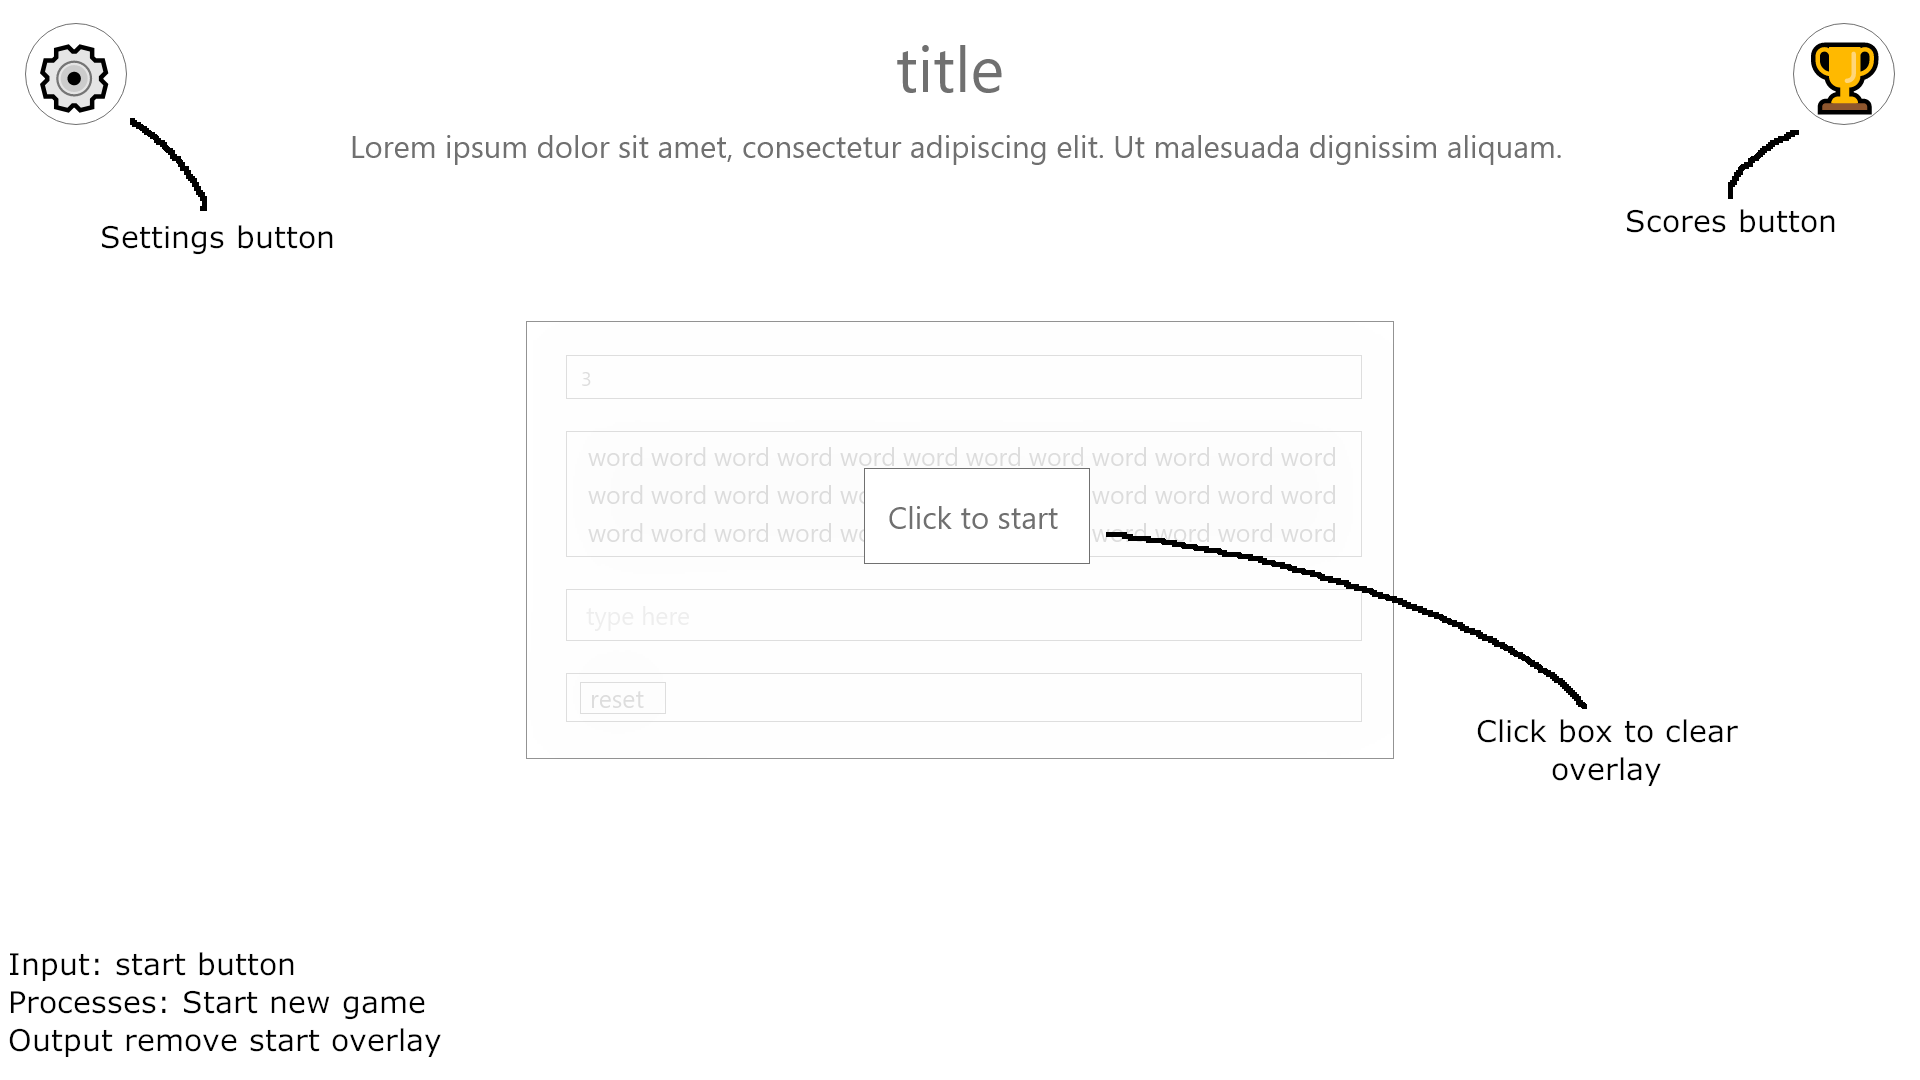 title
Lorem ipsum dolor sit amet, consectetur adipiscing elit. Ut malesuada dignissim aliquam.
Settings button
Scores button
3
word word word word word word word word word word word word
word word word word wo word word word word
word word word word wo word word word word
Click to start
type here
reset
Click box to clear
overlay
Input: start button
Processes: Start new game
Output remove start overlay